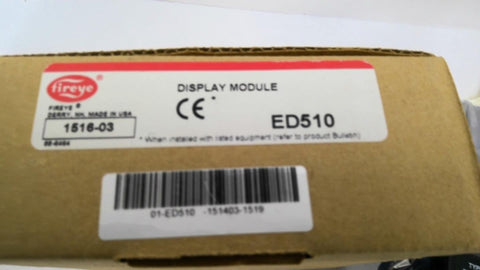 fireye
DISPLAY MODULE
FIREYE ®
DERRY, NH, MADE IN USA
CE *
ED510
1516-03
* When installed with listed equipment (refer to product Bulletin)
01-ED510 -151403-1519